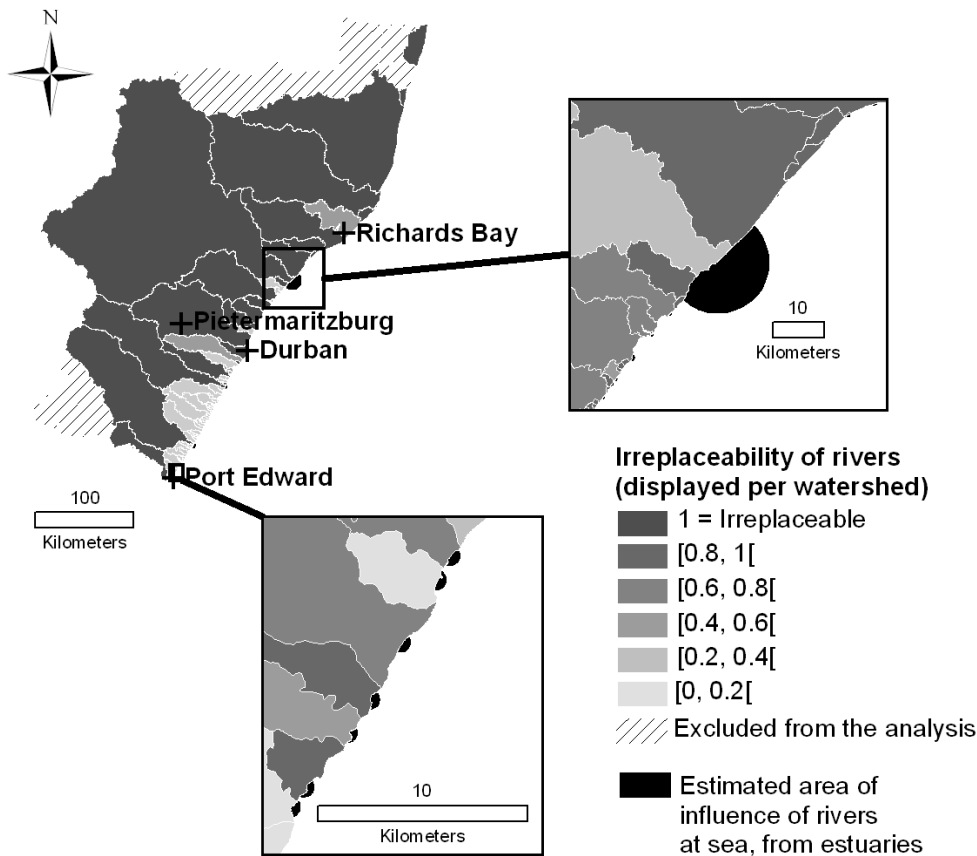 N
Richards Bay
Pietermaritzburg
Durban
Port Edward
100
Kilometers
10
Kilometers
10
Kilometers
Irreplaceability of rivers
(displayed per watershed)
1 = Irreplaceable
[0.8, 1[
[0.6, 0.8[
[0.4, 0.6[
[0.2, 0.4[
[0, 0.2[
Excluded from the analysis
Estimated area of
influence of rivers
at sea, from estuaries